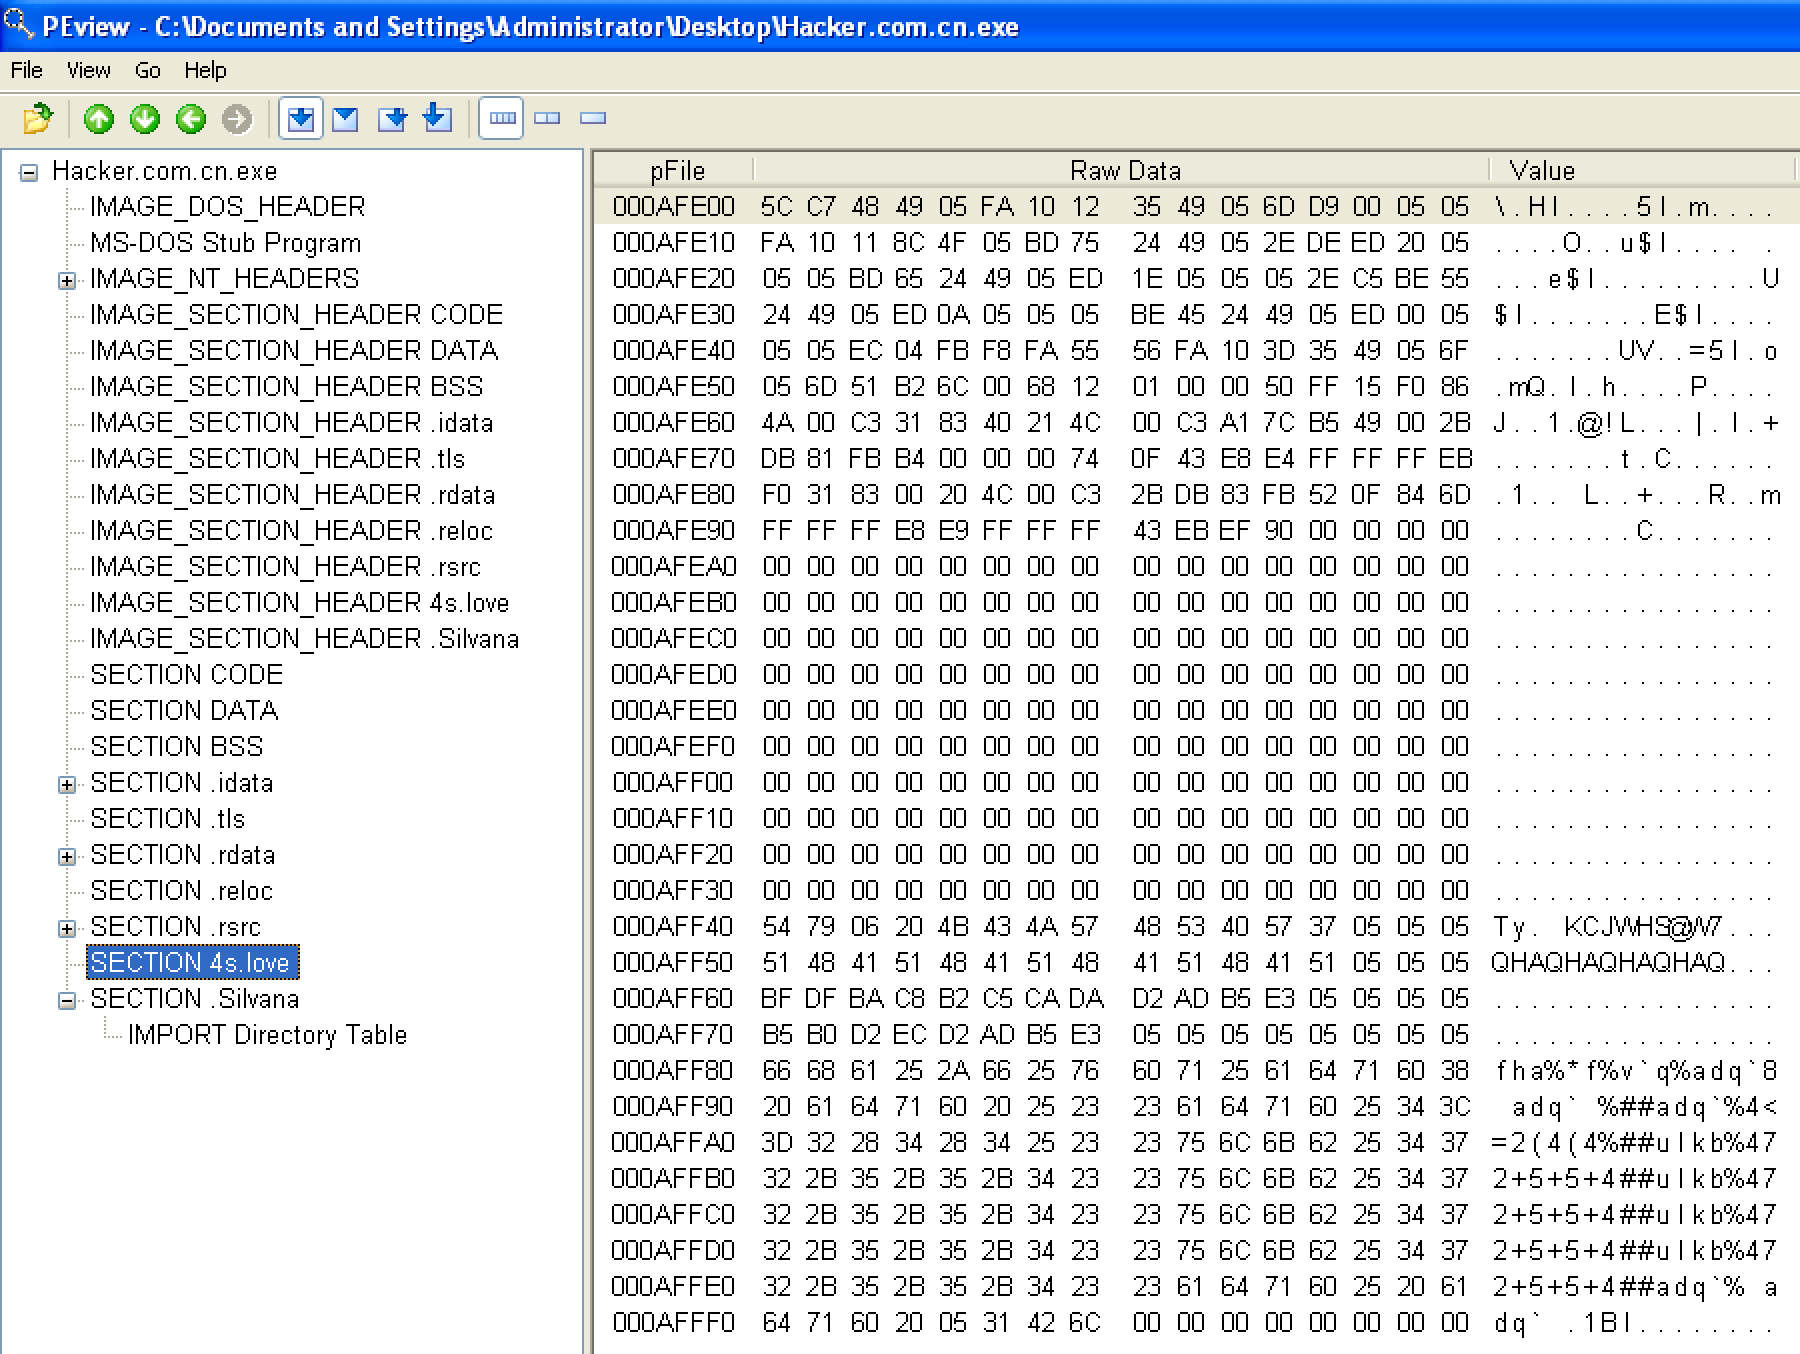 PEview - C:\Documents and Settings\Administrator\Desktop\Hacker.com.cn.exe
File View Go Help
Hacker.com.cn.exe
IMAGE_DOS_HEADER
MS-DOS Stub Program
IMAGE_NT_HEADERS
IMAGE_SECTION_HEADER CODE
IMAGE_SECTION_HEADER DATA
IMAGE_SECTION_HEADER BSS
IMAGE_SECTION_HEADER .idata
IMAGE_SECTION_HEADER .tls
IMAGE_SECTION_HEADER .rdata
IMAGE_SECTION_HEADER .reloc
IMAGE_SECTION_HEADER .rsrc
IMAGE_SECTION_HEADER 4s.love
IMAGE_SECTION_HEADER .Silvana
SECTION CODE
SECTION DATA
SECTION BSS
SECTION .idata
SECTION .tls
SECTION .rdata
SECTION .reloc
SECTION .rsrc
SECTION 4s.love
SECTION .Silvana
IMPORT Directory Table
pFile Raw Data Value
000AFE00 5C C7 48 49 05 FA 10 12 35 49 05 6D D9 00 05 05 \.HI....5I.m....
000AFE10 FA 10 11 8C 4F 05 BD 75 24 49 05 2E DE ED 20 05 ....O..u$I.... .
000AFE20 05 05 BD 65 24 49 05 ED 1E 05 05 05 2E C5 BE 55 ...e$I.........U
000AFE30 24 49 05 ED 0A 05 05 05 BE 45 24 49 05 ED 00 05 $I.......E$I....
000AFE40 05 05 EC 04 FB F8 FA 55 56 FA 10 3D 35 49 05 6F .......UV..=5I.o
000AFE50 05 6D 51 B2 6C 00 68 12 01 00 00 50 FF 15 F0 86 .mQ.l.h....P....
000AFE60 4A 00 C3 31 83 40 21 4C 00 C3 A1 7C B5 49 00 2B J..1.@!L...|.I.+
000AFE70 DB 81 FB B4 00 00 00 74 0F 43 E8 E4 FF FF FF EB .......t.C......
000AFE80 F0 31 83 00 20 4C 00 C3 2B DB 83 FB 52 0F 84 6D .1.. L..+...R..m
000AFE90 FF FF FF E8 E9 FF FF FF 43 EB EF 90 00 00 00 00 ........C.......
000AFEA0 00 00 00 00 00 00 00 00 00 00 00 00 00 00 00 00 ................
000AFEB0 00 00 00 00 00 00 00 00 00 00 00 00 00 00 00 00 ................
000AFEC0 00 00 00 00 00 00 00 00 00 00 00 00 00 00 00 00 ................
000AFED0 00 00 00 00 00 00 00 00 00 00 00 00 00 00 00 00 ................
000AFEE0 00 00 00 00 00 00 00 00 00 00 00 00 00 00 00 00 ................
000AFEF0 00 00 00 00 00 00 00 00 00 00 00 00 00 00 00 00 ................
000AFF00 00 00 00 00 00 00 00 00 00 00 00 00 00 00 00 00 ................
000AFF10 00 00 00 00 00 00 00 00 00 00 00 00 00 00 00 00 ................
000AFF20 00 00 00 00 00 00 00 00 00 00 00 00 00 00 00 00 ................
000AFF30 00 00 00 00 00 00 00 00 00 00 00 00 00 00 00 00 ................
000AFF40 54 79 06 20 4B 43 4A 57 48 53 40 57 37 05 05 05 Ty. KCJWHS@W7...
000AFF50 51 48 41 51 48 41 51 48 41 51 48 41 51 05 05 05 QHAQHAQHAQHAQ...
000AFF60 BF DF BA C8 B2 C5 CA DA D2 AD B5 E3 05 05 05 05 ................
000AFF70 B5 B0 D2 EC D2 AD B5 E3 05 05 05 05 05 05 05 05 ................
000AFF80 66 68 61 25 2A 66 25 76 60 71 25 61 64 71 60 38 fha%*f%v`q%adq`8
000AFF90 20 61 64 71 60 20 25 23 23 61 64 71 60 25 34 3C  adq` %##adq`%4<
000AFFA0 3D 32 28 34 28 34 25 23 23 75 6C 6B 62 25 34 37 =2(4(4%##ulkb%47
000AFFB0 32 2B 35 2B 35 2B 34 23 23 75 6C 6B 62 25 34 37 2+5+5+4##ulkb%47
000AFFC0 32 2B 35 2B 35 2B 34 23 23 75 6C 6B 62 25 34 37 2+5+5+4##ulkb%47
000AFFD0 32 2B 35 2B 35 2B 34 23 23 75 6C 6B 62 25 34 37 2+5+5+4##ulkb%47
000AFFE0 32 2B 35 2B 35 2B 34 23 23 61 64 71 60 25 20 61 2+5+5+4##adq`% a
000AFFF0 64 71 60 20 05 31 42 6C 00 00 00 00 00 00 00 00 dq` .1Bl........